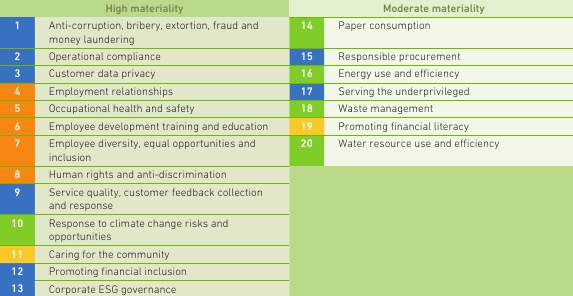 High materiality
1 Anti-corruption, bribery, extortion, fraud and
money laundering
2 Operational compliance
3 Customer data privacy
4 Employment relationships
5 Occupational health and safety
6 Employee development training and education
7 Employee diversity, equal opportunities and
inclusion
8 Human rights and anti-discrimination
9 Service quality, customer feedback collection
and response
10 Response to climate change risks and
opportunities
11 Caring for the community
12 Promoting financial inclusion
13 Corporate ESG governance
Moderate materiality
14 Paper consumption
15 Responsible procurement
16 Energy use and efficiency
17 Serving the underprivileged
18 Waste management
19 Promoting financial literacy
20 Water resource use and efficiency